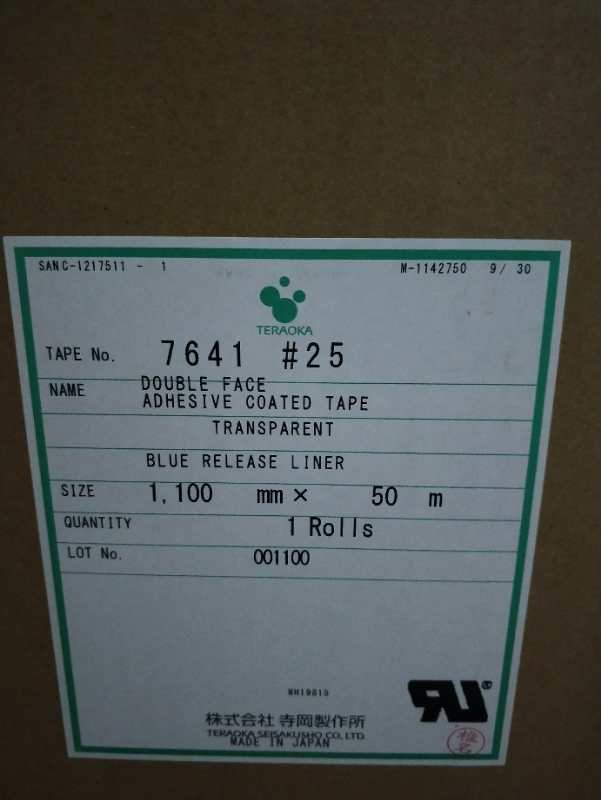 SANC-1217511 - 1 M-1142750 9/ 30
TERAOKA
TAPE No. 7641 #25
NAME DOUBLE FACE
ADHESIVE COATED TAPE
TRANSPARENT
BLUE RELEASE LINER
SIZE 1,100 mm× 50 m
QUANTITY 1 Rolls
LOT No. 001100
株式会社 寺岡製作所
TERAOKA SEISAKUSHO CO., LTD.
MADE IN JAPAN